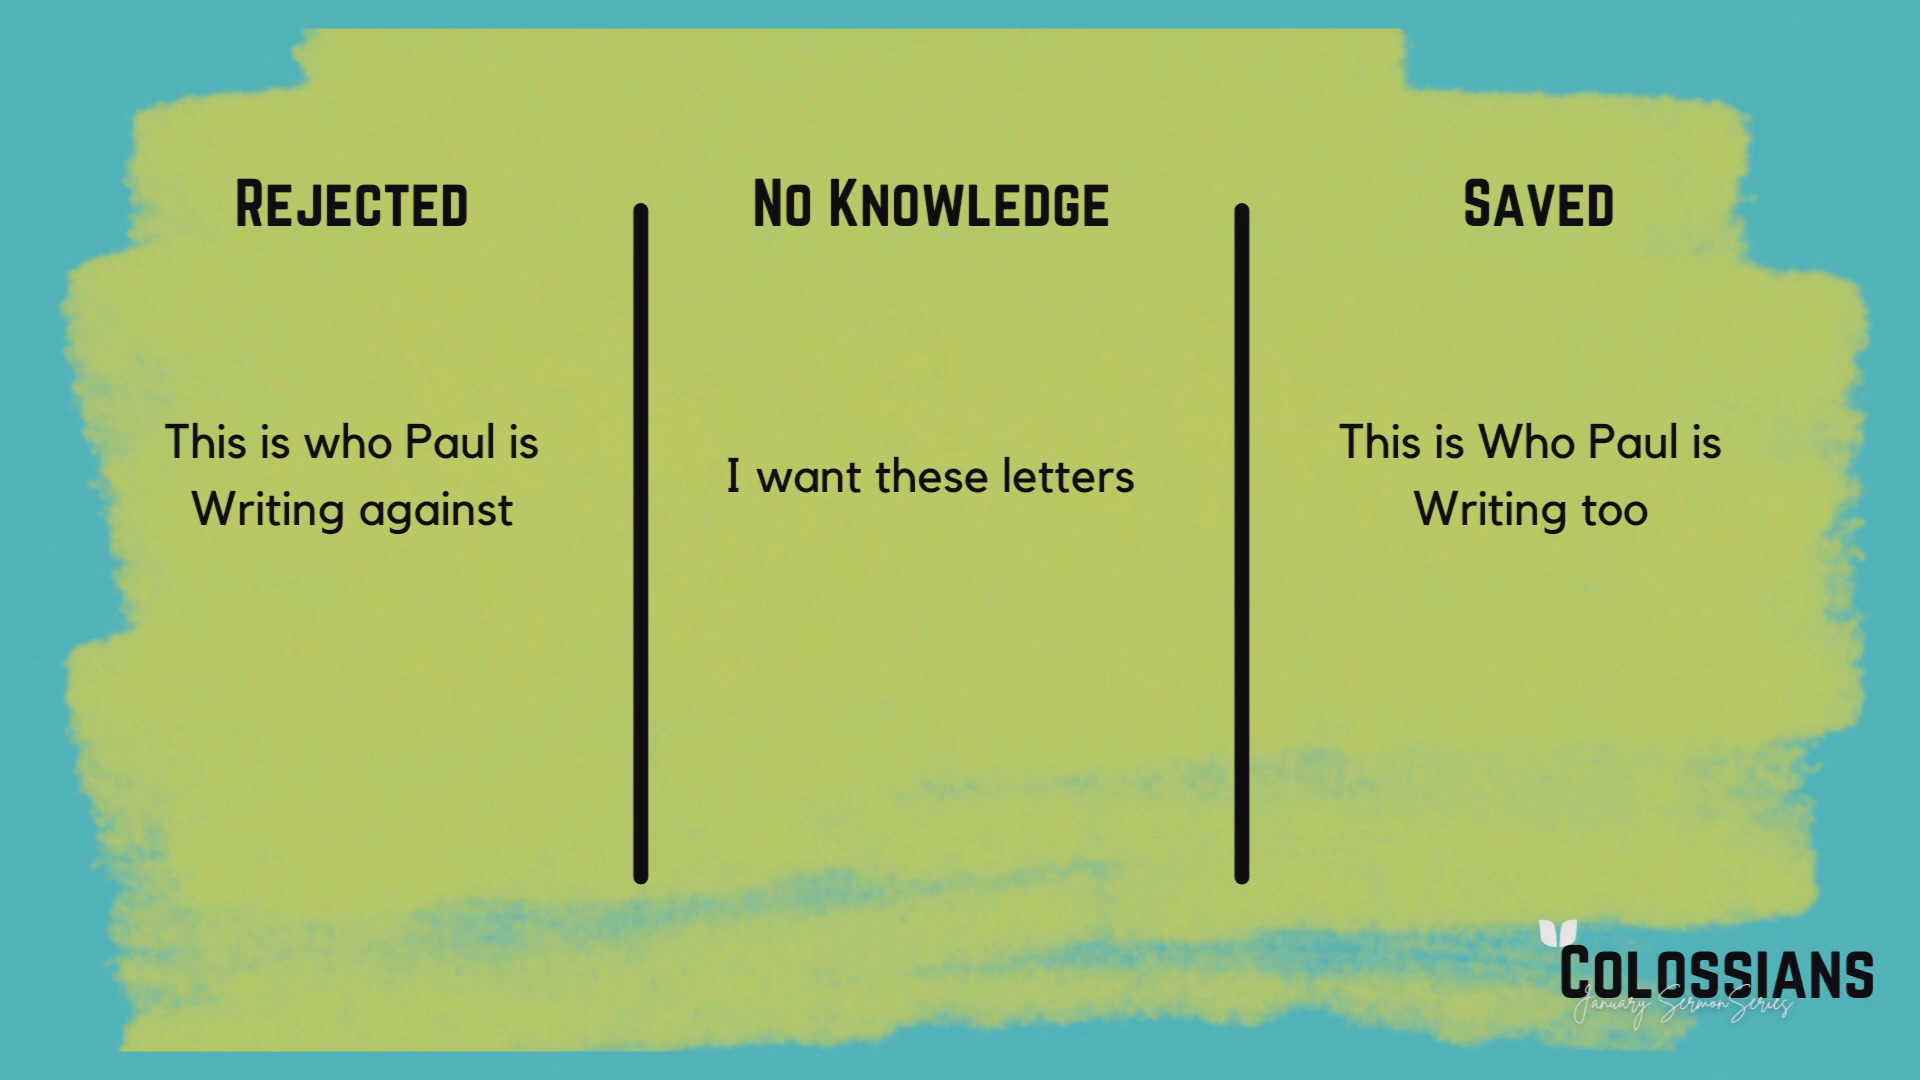 Rejected
This is who Paul is
Writing against
No Knowledge
I want these letters
Saved
This is Who Paul is
Writing too
Colossians
January Sermon Series